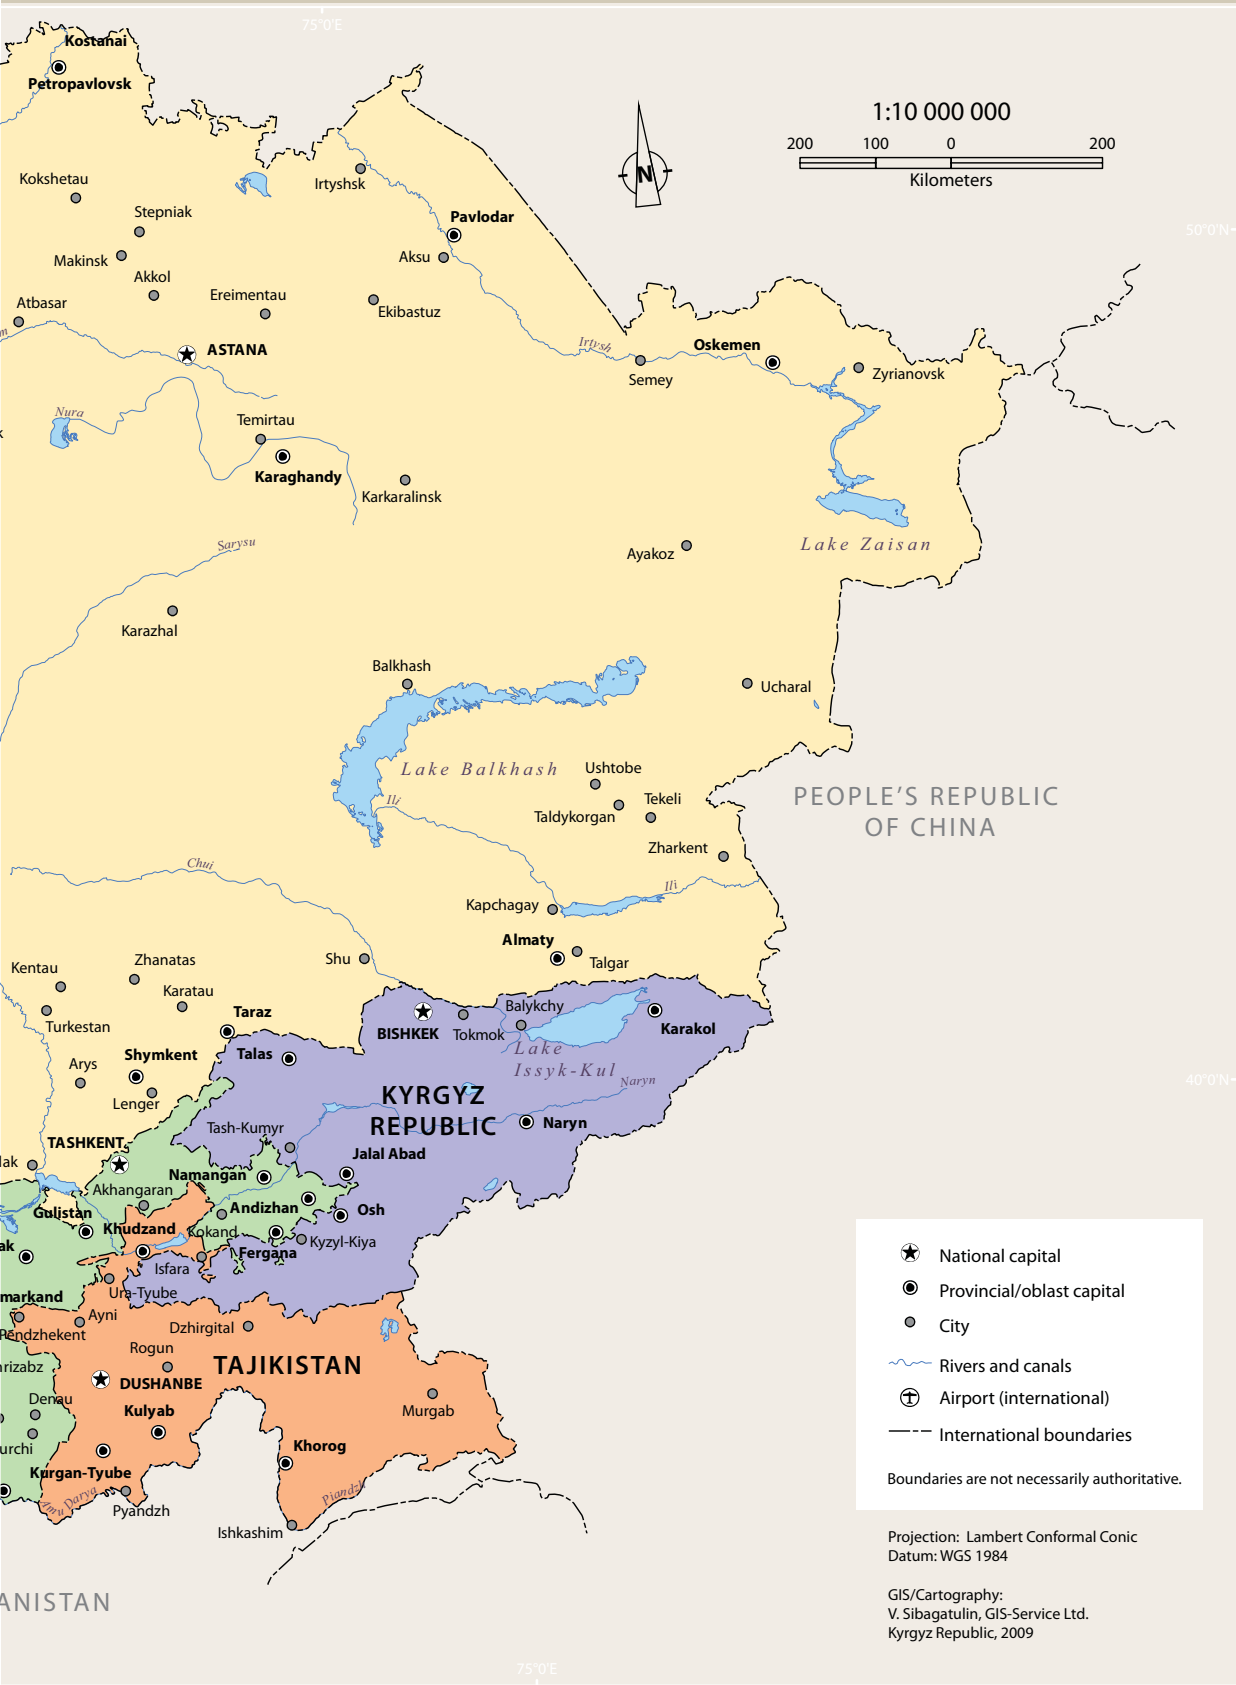 75°0'E
Kostanai
Petropavlovsk
1:10 000 000
200 100 0 200
Kilometers
N
Kokshetau
Irtyshsk
Stepniak
Pavlodar
50°0'N
Makinsk
Aksu
Akkol
Atbasar
Ereimentau
Ekibastuz
m
ASTANA
Irtysh
Oskemen
Semey
Zyrianovsk
Nura
Temirtau
k
Karaghandy
Karkaralinsk
Sarysu
Ayakoz
Lake Zaisan
Karazhal
Balkhash
Ucharal
Lake Balkhash
Ushtobe
Ili
Tekeli
Taldykorgan
PEOPLE'S REPUBLIC
OF CHINA
Zharkent
Chui
Ili
Kapchagay
Almaty
Talgar
Kentau
Zhanatas
Shu
Karatau
Turkestan
Taraz
Balykchy
BISHKEK
Tokmok
Karakol
Shymkent
Talas
Lake
Issyk-Kul
Arys
Lenger
KYRGYZ
REPUBLIC
Naryn
40°0'N
Tash-Kumyr
Naryn
TASHKENT
Jalal Abad
lak
Namangan
Akhangaran
Gulistan
Andizhan
Osh
Khudzand
Kokand
Kyzyl-Kiya
ak
Fergana
Isfara
Ura-Tyube
markand
Ayni
Pendzhekent
Dzhirgital
Rogun
hrizabz
TAJIKISTAN
DUSHANBE
Denau
Kulyab
Murgab
urchi
Khorog
Kurgan-Tyube
Amu Darya
Piandzh
Pyandzh
Ishkashim
ANISTAN
75°0'E
National capital
Provincial/oblast capital
City
Rivers and canals
Airport (international)
International boundaries
Boundaries are not necessarily authoritative.
Projection: Lambert Conformal Conic
Datum: WGS 1984
GIS/Cartography:
V. Sibagatulin, GIS-Service Ltd.
Kyrgyz Republic, 2009